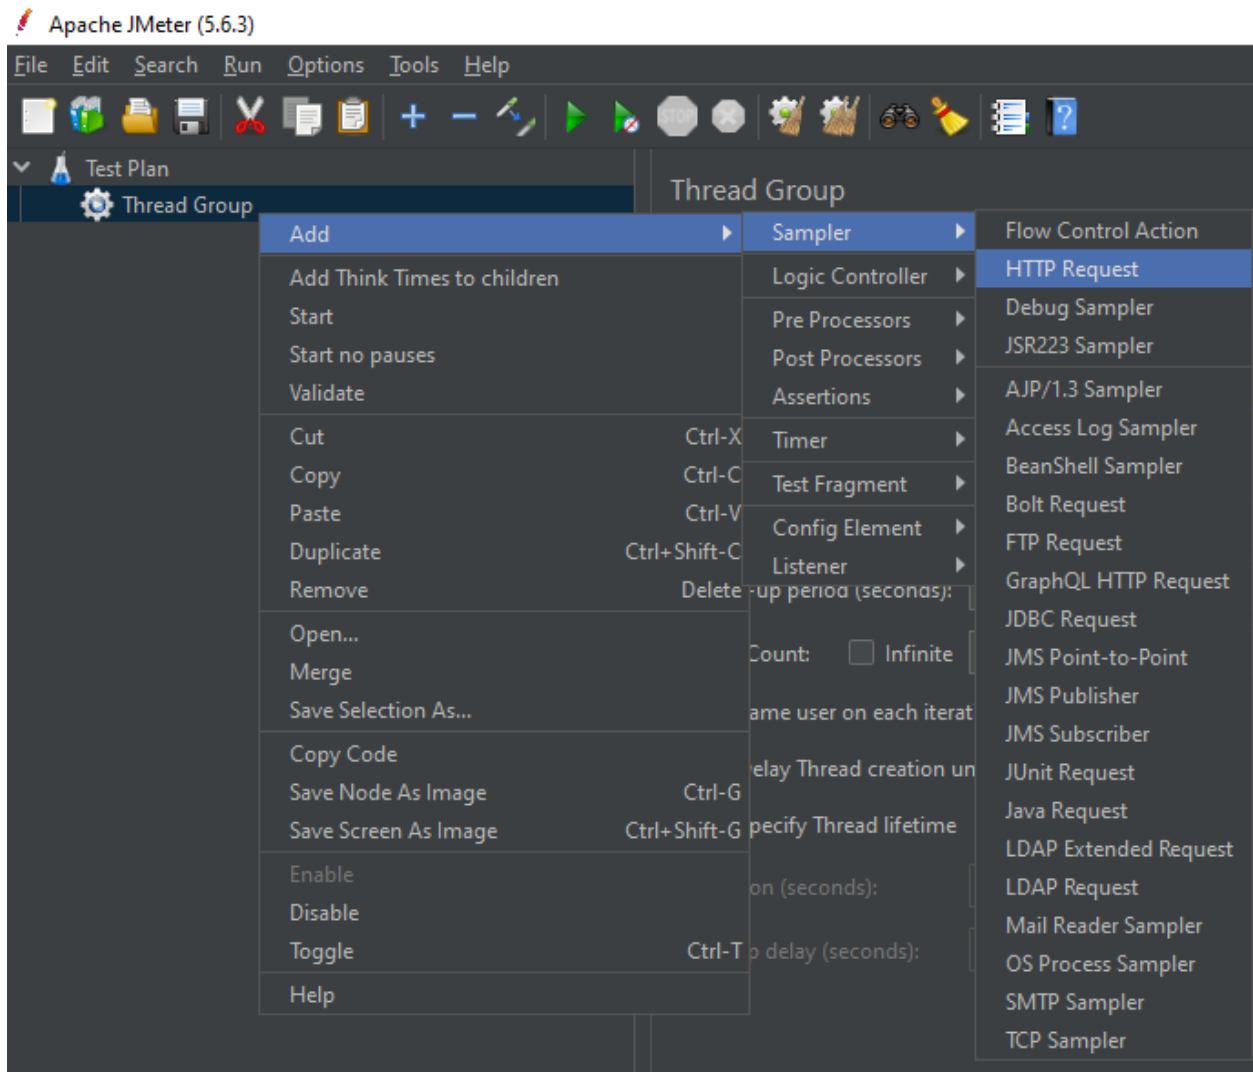 Apache JMeter (5.6.3)
File Edit Search Run Options Tools Help
STOP
Test Plan
Thread Group
Thread Group
Add
Add Think Times to children
Start
Start no pauses
Validate
Cut Ctrl-X
Copy Ctrl-C
Paste Ctrl-V
Duplicate Ctrl+Shift-C
Remove Delete
Open...
Merge
Save Selection As...
Copy Code
Save Node As Image Ctrl-G
Save Screen As Image Ctrl+Shift-G
Enable
Disable
Toggle Ctrl-T
Help
Sampler
Logic Controller
Pre Processors
Post Processors
Assertions
Timer
Test Fragment
Config Element
Listener
-up period (seconds):
Count: Infinite
ame user on each iterat
elay Thread creation un
pecify Thread lifetime
on (seconds):
p delay (seconds):
Flow Control Action
HTTP Request
Debug Sampler
JSR223 Sampler
AJP/1.3 Sampler
Access Log Sampler
BeanShell Sampler
Bolt Request
FTP Request
GraphQL HTTP Request
JDBC Request
JMS Point-to-Point
JMS Publisher
JMS Subscriber
JUnit Request
Java Request
LDAP Extended Request
LDAP Request
Mail Reader Sampler
OS Process Sampler
SMTP Sampler
TCP Sampler